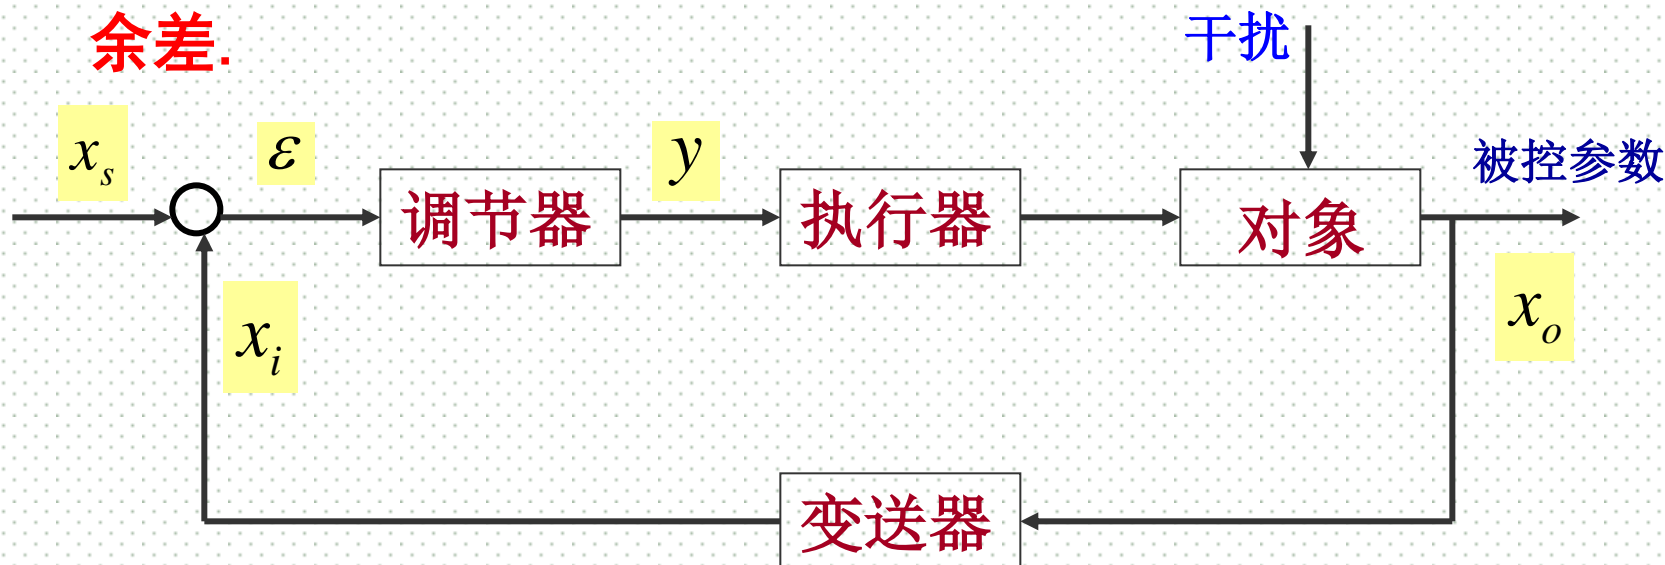 余差.
干扰
x_s
ε
y
被控参数
调节器
执行器
对象
x_i
x_o
变送器